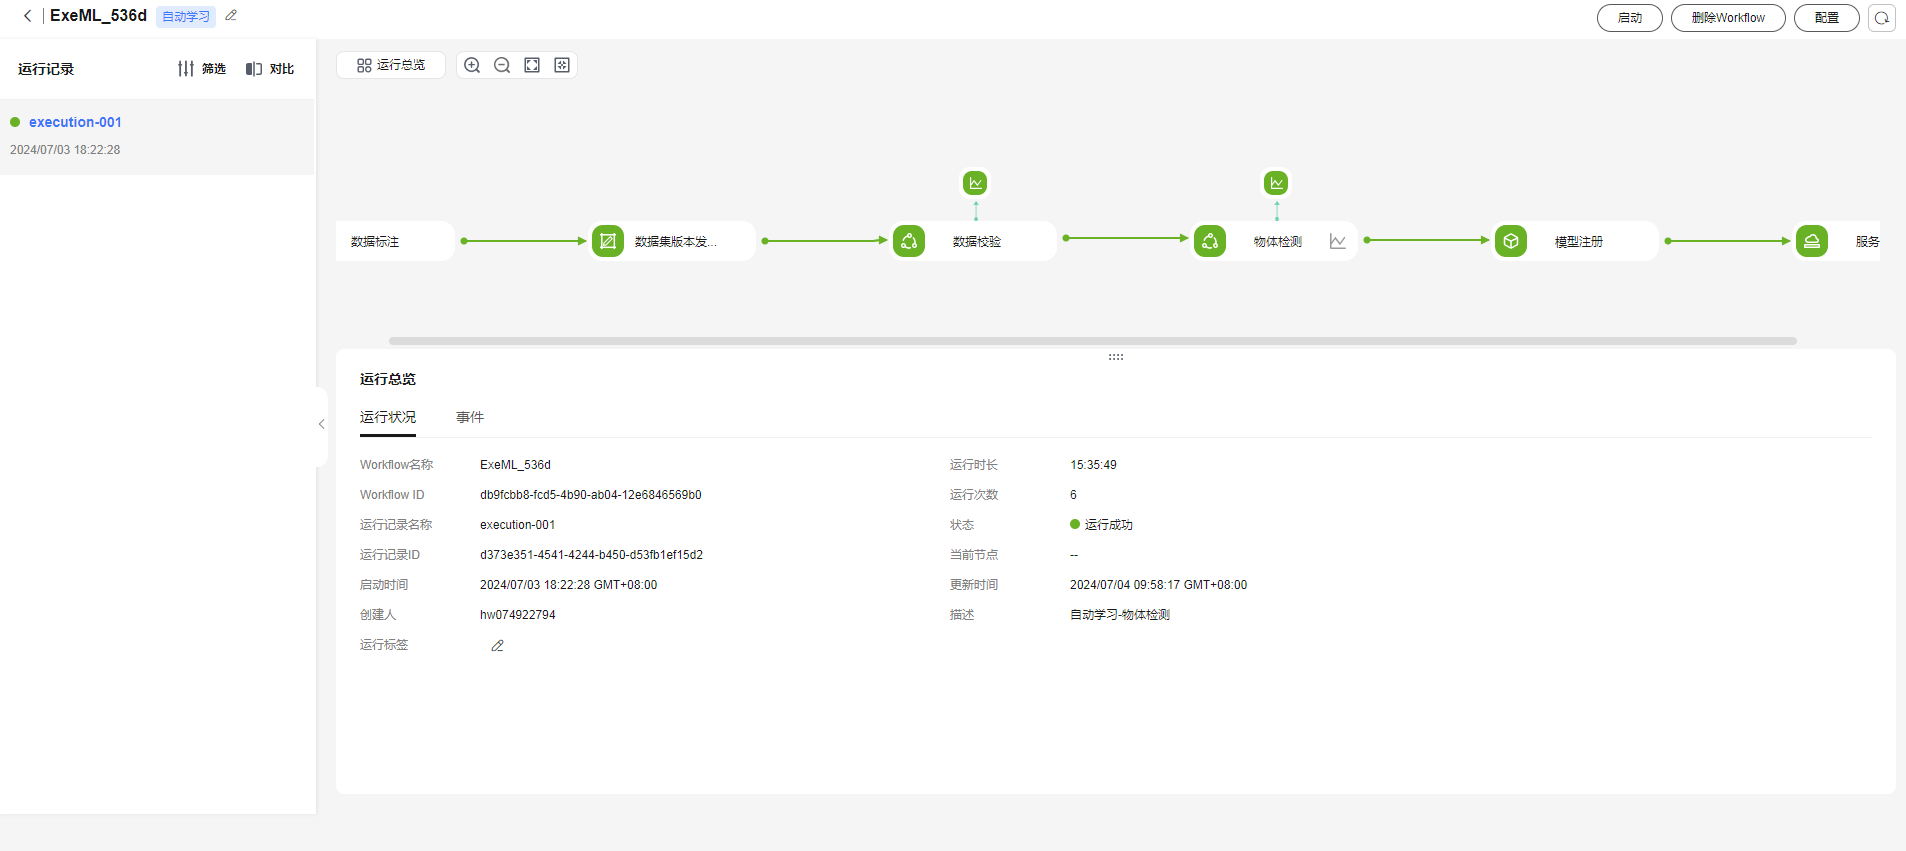 ExeML_536d 自动学习
启动 删除Workflow 配置
运行记录 筛选 对比
execution-001
2024/07/03 18:22:28
运行总览
数据标注 数据集版本发... 数据校验 物体检测 模型注册 服务
运行总览
运行状况 事件
Workflow名称 ExeML_536d 运行时长 15:35:49
Workflow ID db9fcbb8-fcd5-4b90-ab04-12e6846569b0 运行次数 6
运行记录名称 execution-001 状态 运行成功
运行记录ID d373e351-4541-4244-b450-d53fb1ef15d2 当前节点 --
启动时间 2024/07/03 18:22:28 GMT+08:00 更新时间 2024/07/04 09:58:17 GMT+08:00
创建人 hw074922794 描述 自动学习-物体检测
运行标签